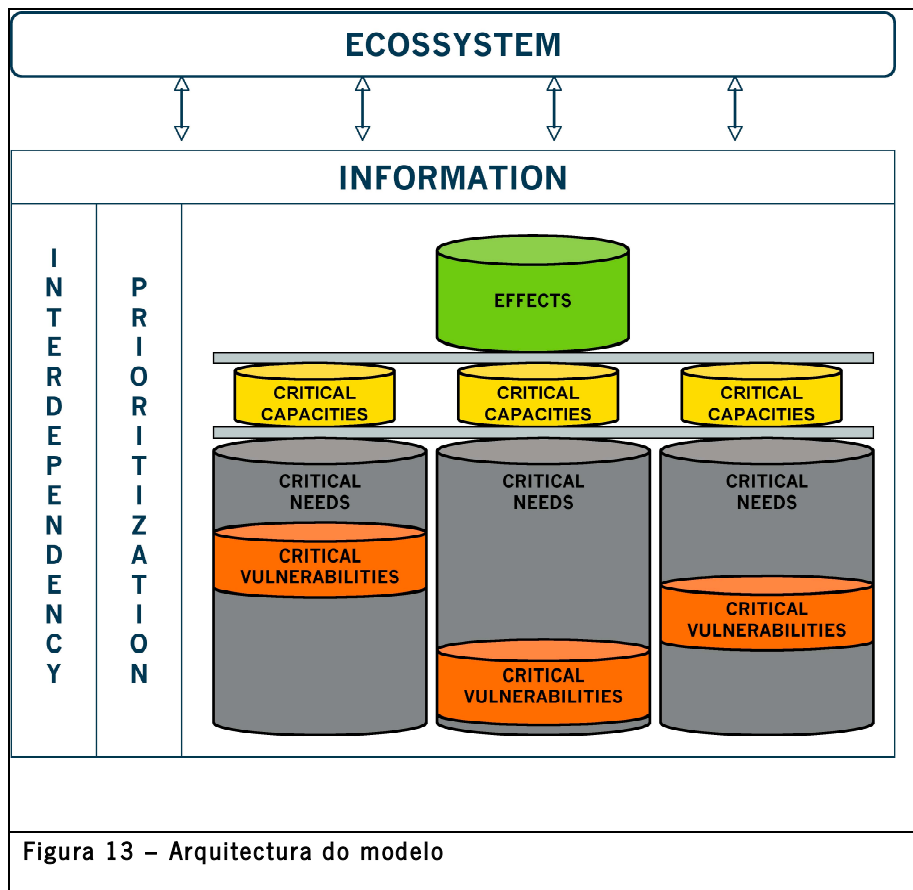 ECOSSYSTEM
INFORMATION
INTERDEPENDENCY
PRIORITIZATION
EFFECTS
CRITICAL
CAPACITIES
CRITICAL
CAPACITIES
CRITICAL
CAPACITIES
CRITICAL
NEEDS
CRITICAL
NEEDS
CRITICAL
NEEDS
CRITICAL
VULNERABILITIES
CRITICAL
VULNERABILITIES
CRITICAL
VULNERABILITIES
Figura 13 – Arquitectura do modelo